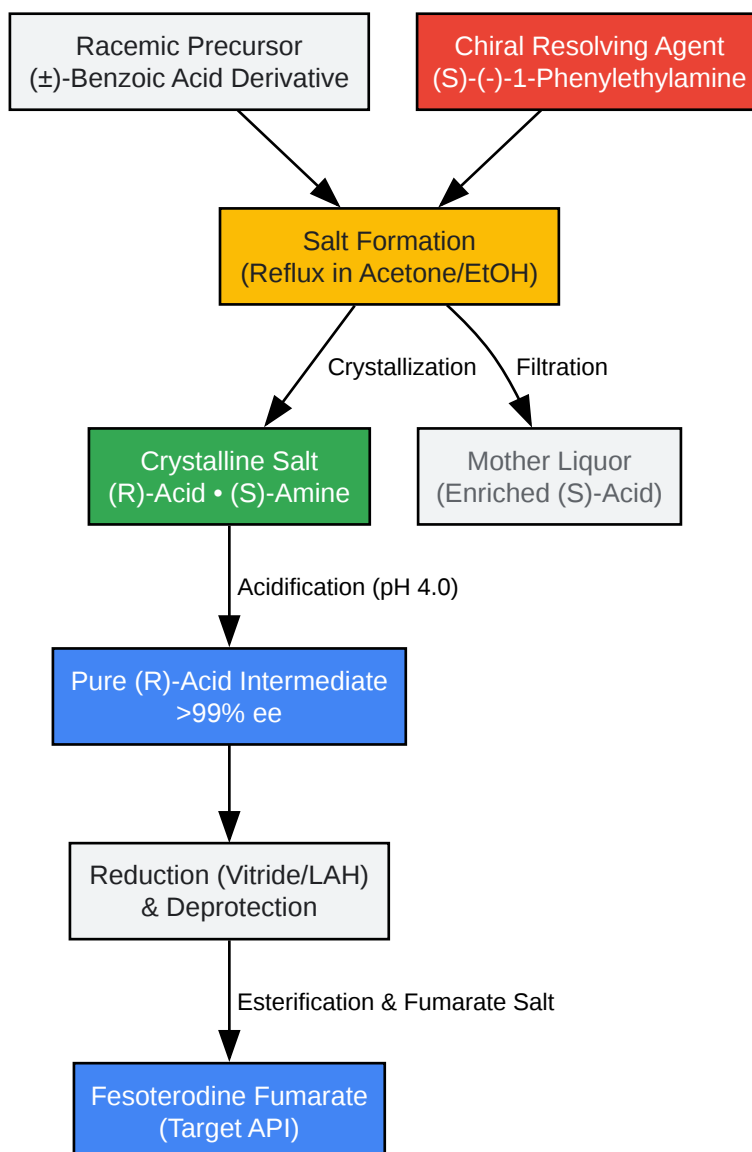 Racemic Precursor
(±)-Benzoic Acid Derivative
Chiral Resolving Agent
(S)-(-)-1-Phenylethylamine
Salt Formation
(Reflux in Acetone/EtOH)
Crystallization
Filtration
Crystalline Salt
(R)-Acid • (S)-Amine
Mother Liquor
(Enriched (S)-Acid)
Acidification (pH 4.0)
Pure (R)-Acid Intermediate
>99% ee
Reduction (Vitride/LAH)
& Deprotection
Esterification & Fumarate Salt
Fesoterodine Fumarate
(Target API)